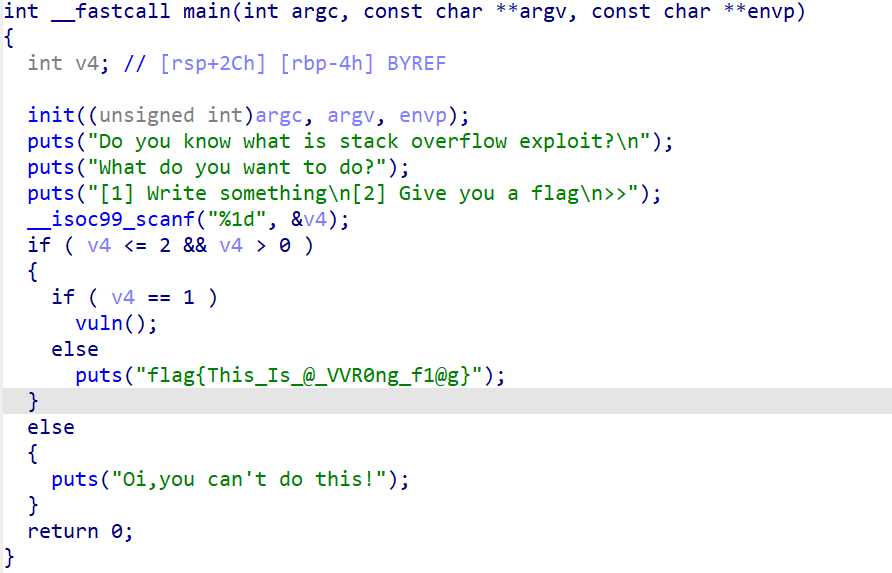 int __fastcall main(int argc, const char **argv, const char **envp)
{
  int v4; // [rsp+2Ch] [rbp-4h] BYREF

  init((unsigned int)argc, argv, envp);
  puts("Do you know what is stack overflow exploit?\n");
  puts("What do you want to do?");
  puts("[1] Write something\n[2] Give you a flag\n>>");
  __isoc99_scanf("%1d", &v4);
  if ( v4 <= 2 && v4 > 0 )
  {
    if ( v4 == 1 )
      vuln();
    else
      puts("flag{This_Is_@_VVR0ng_f1@g}");
  }
  else
  {
    puts("Oi,you can't do this!");
  }
  return 0;
}